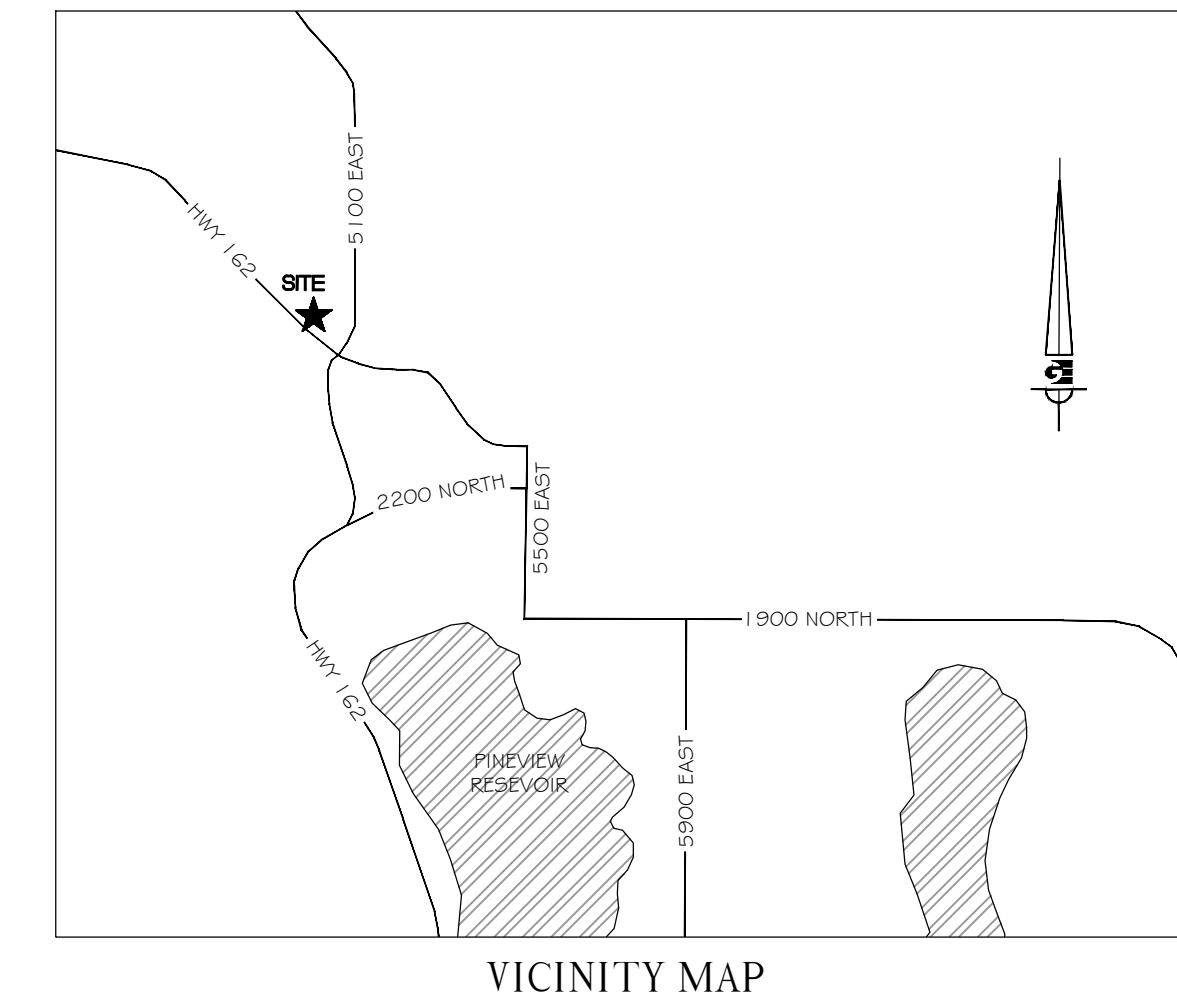 5100 EAST
HWY 162
SITE
G
2200 NORTH
5500 EAST
1900 NORTH
HWY 162
PINEVIEW
RESEVOIR
5900 EAST
VICINITY MAP